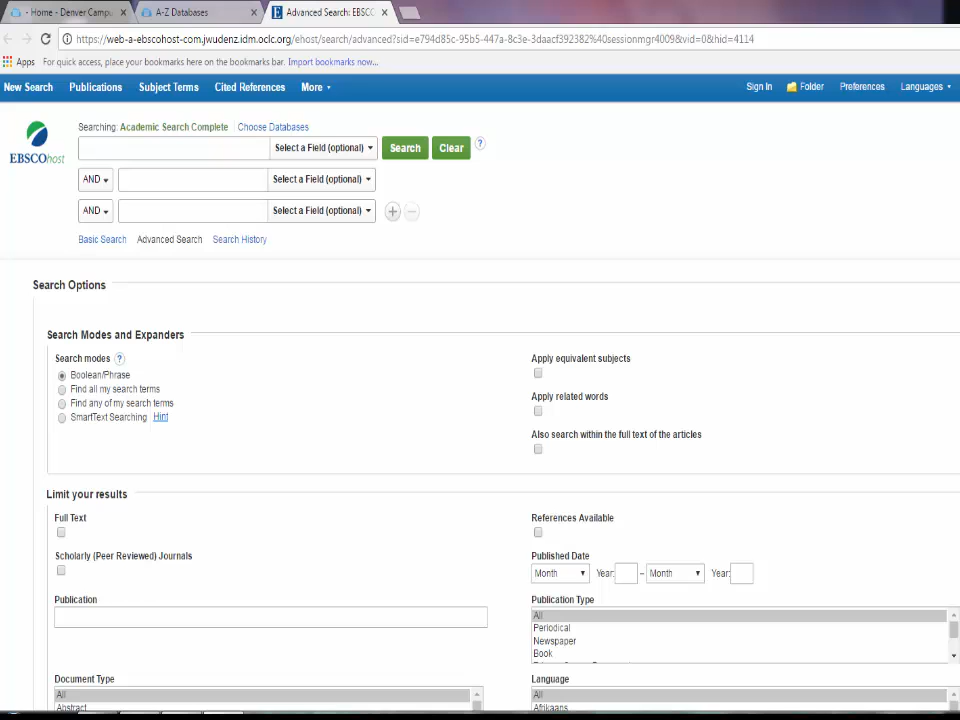 - Home - Denver Campu
A-Z Databases
Advanced Search: EBSCO
https://web-a-ebscohost-com.jwudenz.idm.oclc.org/ehost/search/advanced?sid=e794d85c-95b5-447a-8c3e-3daacf392382%40sessionmgr4009&vid=0&hid=4114
Apps For quick access, place your bookmarks here on the bookmarks bar. Import bookmarks now...
New Search Publications Subject Terms Cited References More Sign In Folder Preferences Languages
Searching: Academic Search Complete Choose Databases
EBSCOhost
Select a Field (optional) Search Clear ?
AND Select a Field (optional)
AND Select a Field (optional)
Basic Search Advanced Search Search History
Search Options
Search Modes and Expanders
Search modes ?
Boolean/Phrase
Find all my search terms
Find any of my search terms
SmartText Searching Hint
Apply equivalent subjects
Apply related words
Also search within the full text of the articles
Limit your results
Full Text
Scholarly (Peer Reviewed) Journals
Publication
References Available
Published Date
Month Year: – Month Year:
Publication Type
All
Periodical
Newspaper
Book
Document Type
All
Abstract
Language
All
Afrikaans